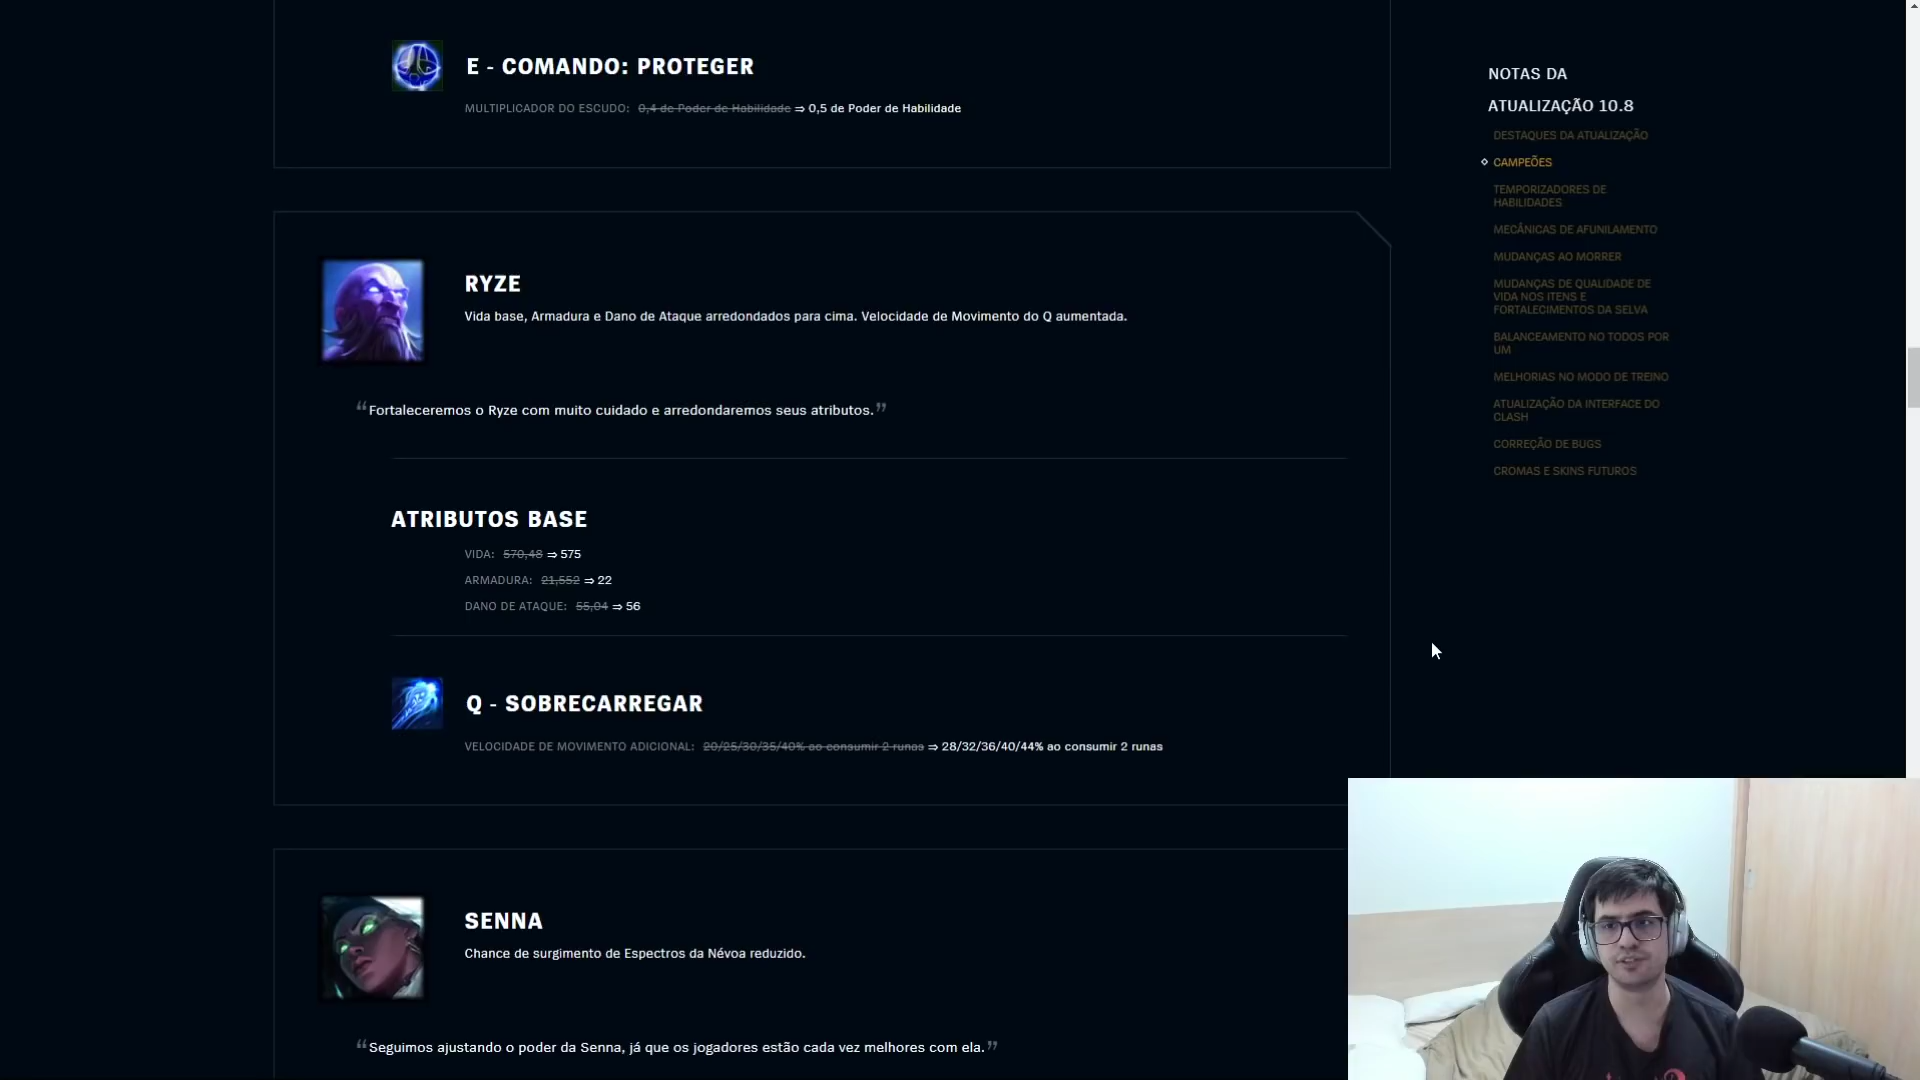 E - COMANDO: PROTEGER
MULTIPLICADOR DO ESCUDO: 0,4 de Poder de Habilidade ⇒ 0,5 de Poder de Habilidade
RYZE
Vida base, Armadura e Dano de Ataque arredondados para cima. Velocidade de Movimento do Q aumentada.
“Fortaleceremos o Ryze com muito cuidado e arredondaremos seus atributos.”
ATRIBUTOS BASE
VIDA: 570,48 ⇒ 575
ARMADURA: 21,552 ⇒ 22
DANO DE ATAQUE: 55,04 ⇒ 56
Q - SOBRECARREGAR
VELOCIDADE DE MOVIMENTO ADICIONAL: 20/25/30/35/40% ao consumir 2 runas ⇒ 28/32/36/40/44% ao consumir 2 runas
SENNA
Chance de surgimento de Espectros da Névoa reduzido.
“Seguimos ajustando o poder da Senna, já que os jogadores estão cada vez melhores com ela.”
NOTAS DA
ATUALIZAÇÃO 10.8
DESTAQUES DA ATUALIZAÇÃO
CAMPEÕES
TEMPORIZADORES DE
HABILIDADES
MECÂNICAS DE AFUNILAMENTO
MUDANÇAS AO MORRER
MUDANÇAS DE QUALIDADE DE
VIDA NOS ITENS E
FORTALECIMENTOS DA SELVA
BALANCEAMENTO NO TODOS POR
UM
MELHORIAS NO MODO DE TREINO
ATUALIZAÇÃO DA INTERFACE DO
CLASH
CORREÇÃO DE BUGS
CROMAS E SKINS FUTUROS